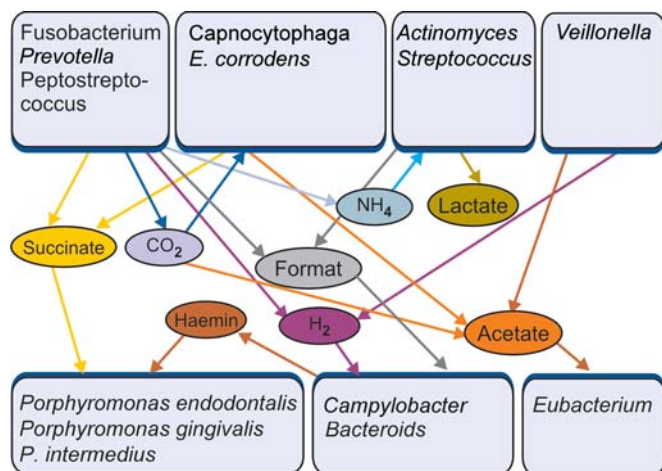 Fusobacterium
Prevotella
Peptostrepto-
coccus
Capnocytophaga
E. corrodens
Actinomyces
Streptococcus
Veillonella
NH4
Lactate
Succinate
CO2
Format
Haemin
H2
Acetate
Porphyromonas endodontalis
Porphyromonas gingivalis
P. intermedius
Campylobacter
Bacteroids
Eubacterium